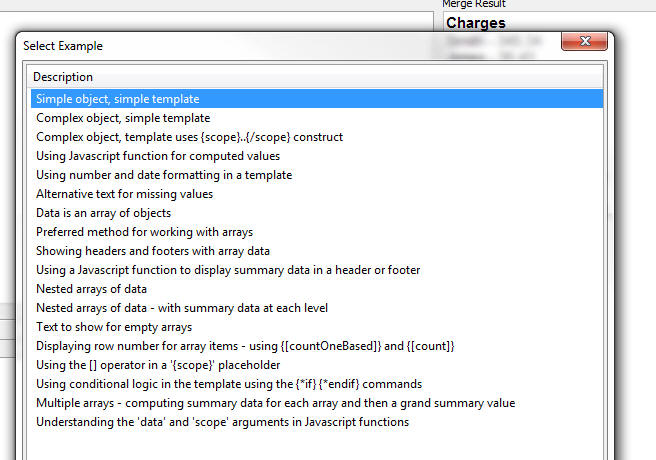 Merge Result
Charges
Select Example
Description
Simple object, simple template
Complex object, simple template
Complex object, template uses {scope}..{/scope} construct
Using Javascript function for computed values
Using number and date formatting in a template
Alternative text for missing values
Data is an array of objects
Preferred method for working with arrays
Showing headers and footers with array data
Using a Javascript function to display summary data in a header or footer
Nested arrays of data
Nested arrays of data - with summary data at each level
Text to show for empty arrays
Displaying row number for array items - using {[countOneBased]} and {[count]}
Using the [] operator in a '{scope}' placeholder
Using conditional logic in the template using the {*if} {*endif} commands
Multiple arrays - computing summary data for each array and then a grand summary value
Understanding the 'data' and 'scope' arguments in Javascript functions